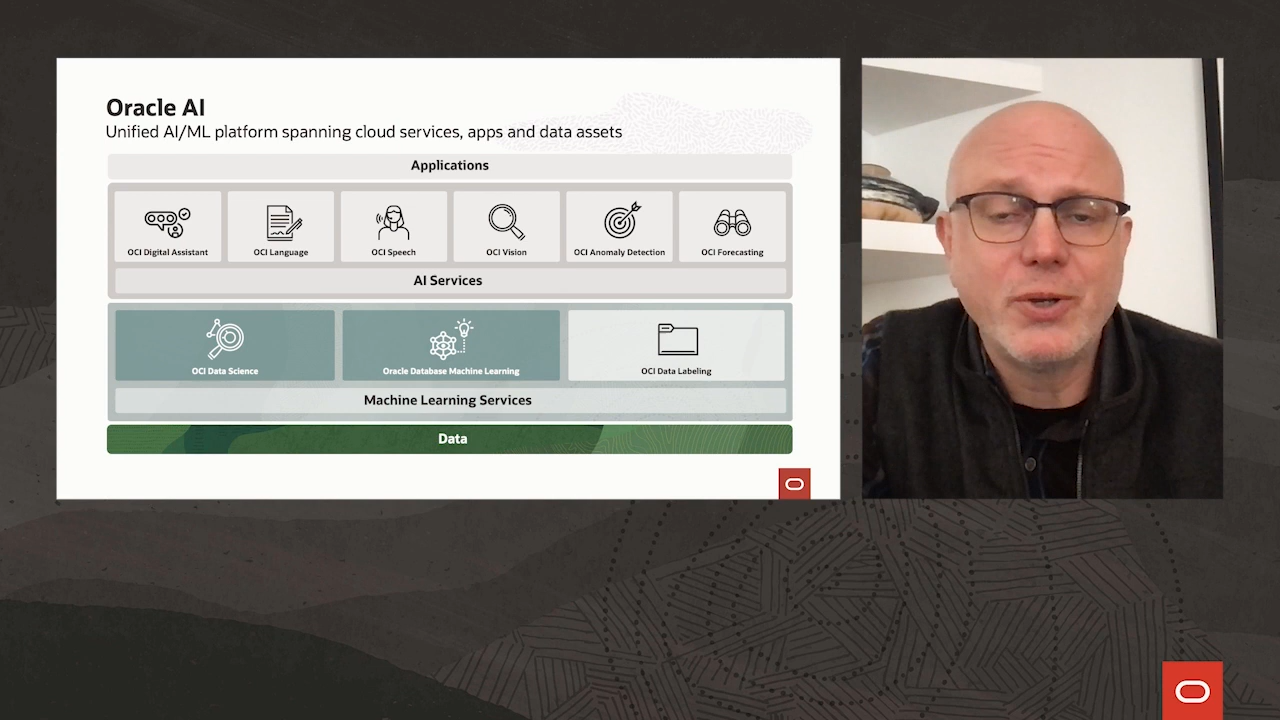 Oracle AI
Unified AI/ML platform spanning cloud services, apps and data assets
Applications
OCI Digital Assistant
OCI Language
OCI Speech
OCI Vision
OCI Anomaly Detection
OCI Forecasting
AI Services
OCI Data Science
Oracle Database Machine Learning
OCI Data Labeling
Machine Learning Services
Data